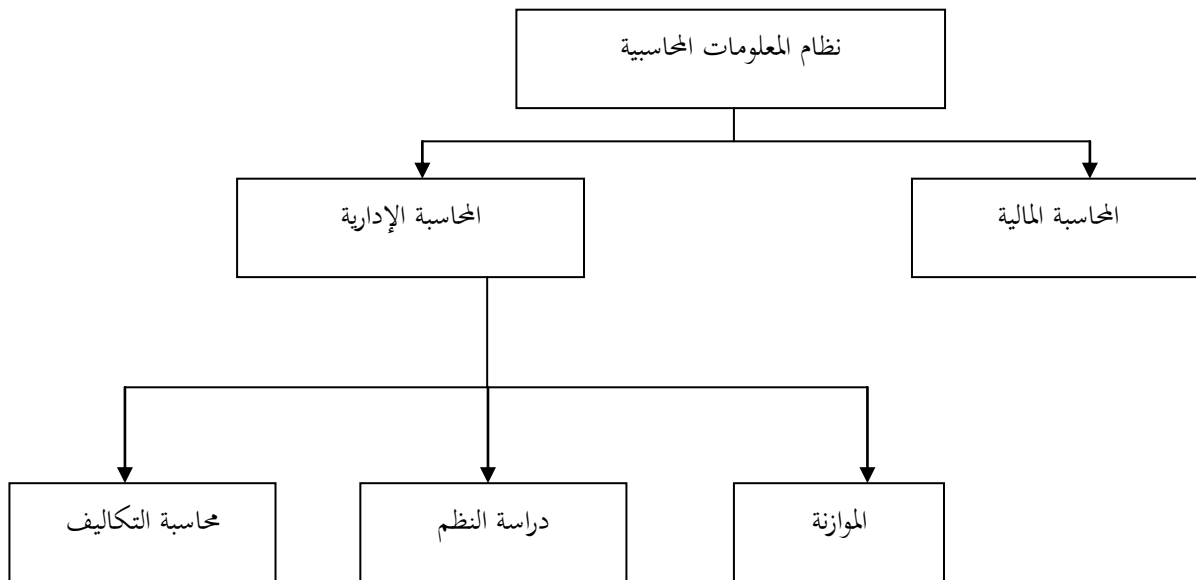 نظام المعلومات المحاسبية
المحاسبة المالية
المحاسبة الإدارية
الموازنة
دراسة النظم
محاسبة التكاليف